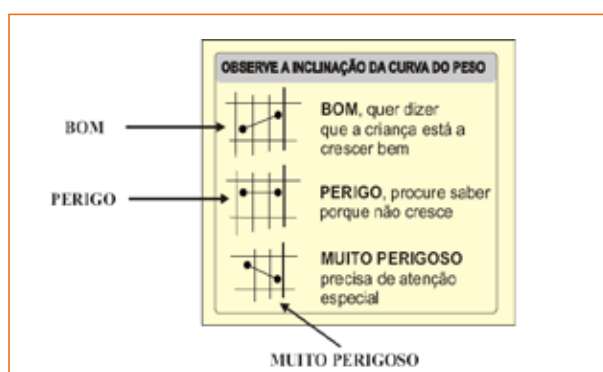 OBSERVE A INCLINAÇÃO DA CURVA DO PESO
BOM
BOM, quer dizer
que a criança está a
crescer bem
PERIGO
PERIGO, procure saber
porque não cresce
MUITO PERIGOSO
precisa de atenção
especial
MUITO PERIGOSO